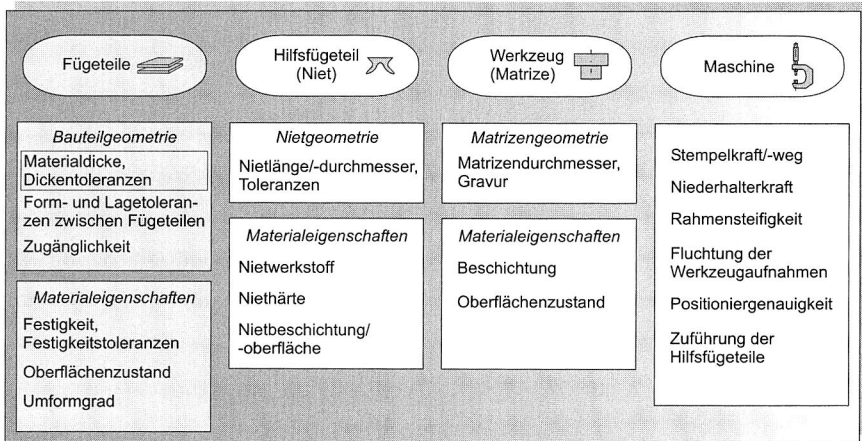 Fügeteile
Hilfsfügeteil
(Niet)
Werkzeug
(Matrize)
Maschine
Bauteilgeometrie
Materialdicke,
Dickentoleranzen
Form- und Lagetoleran-
zen zwischen Fügeteilen
Zugänglichkeit
Materialeigenschaften
Festigkeit,
Festigkeitstoleranzen
Oberflächenzustand
Umformgrad
Nietgeometrie
Nietlänge/-durchmesser,
Toleranzen
Materialeigenschaften
Nietwerkstoff
Niethärte
Nietbeschichtung/
-oberfläche
Matrizengeometrie
Matrizendurchmesser,
Gravur
Materialeigenschaften
Beschichtung
Oberflächenzustand
Stempelkraft/-weg
Niederhalterkraft
Rahmensteifigkeit
Fluchtung der
Werkzeugaufnahmen
Positioniergenauigkeit
Zuführung der
Hilfsfügeteile